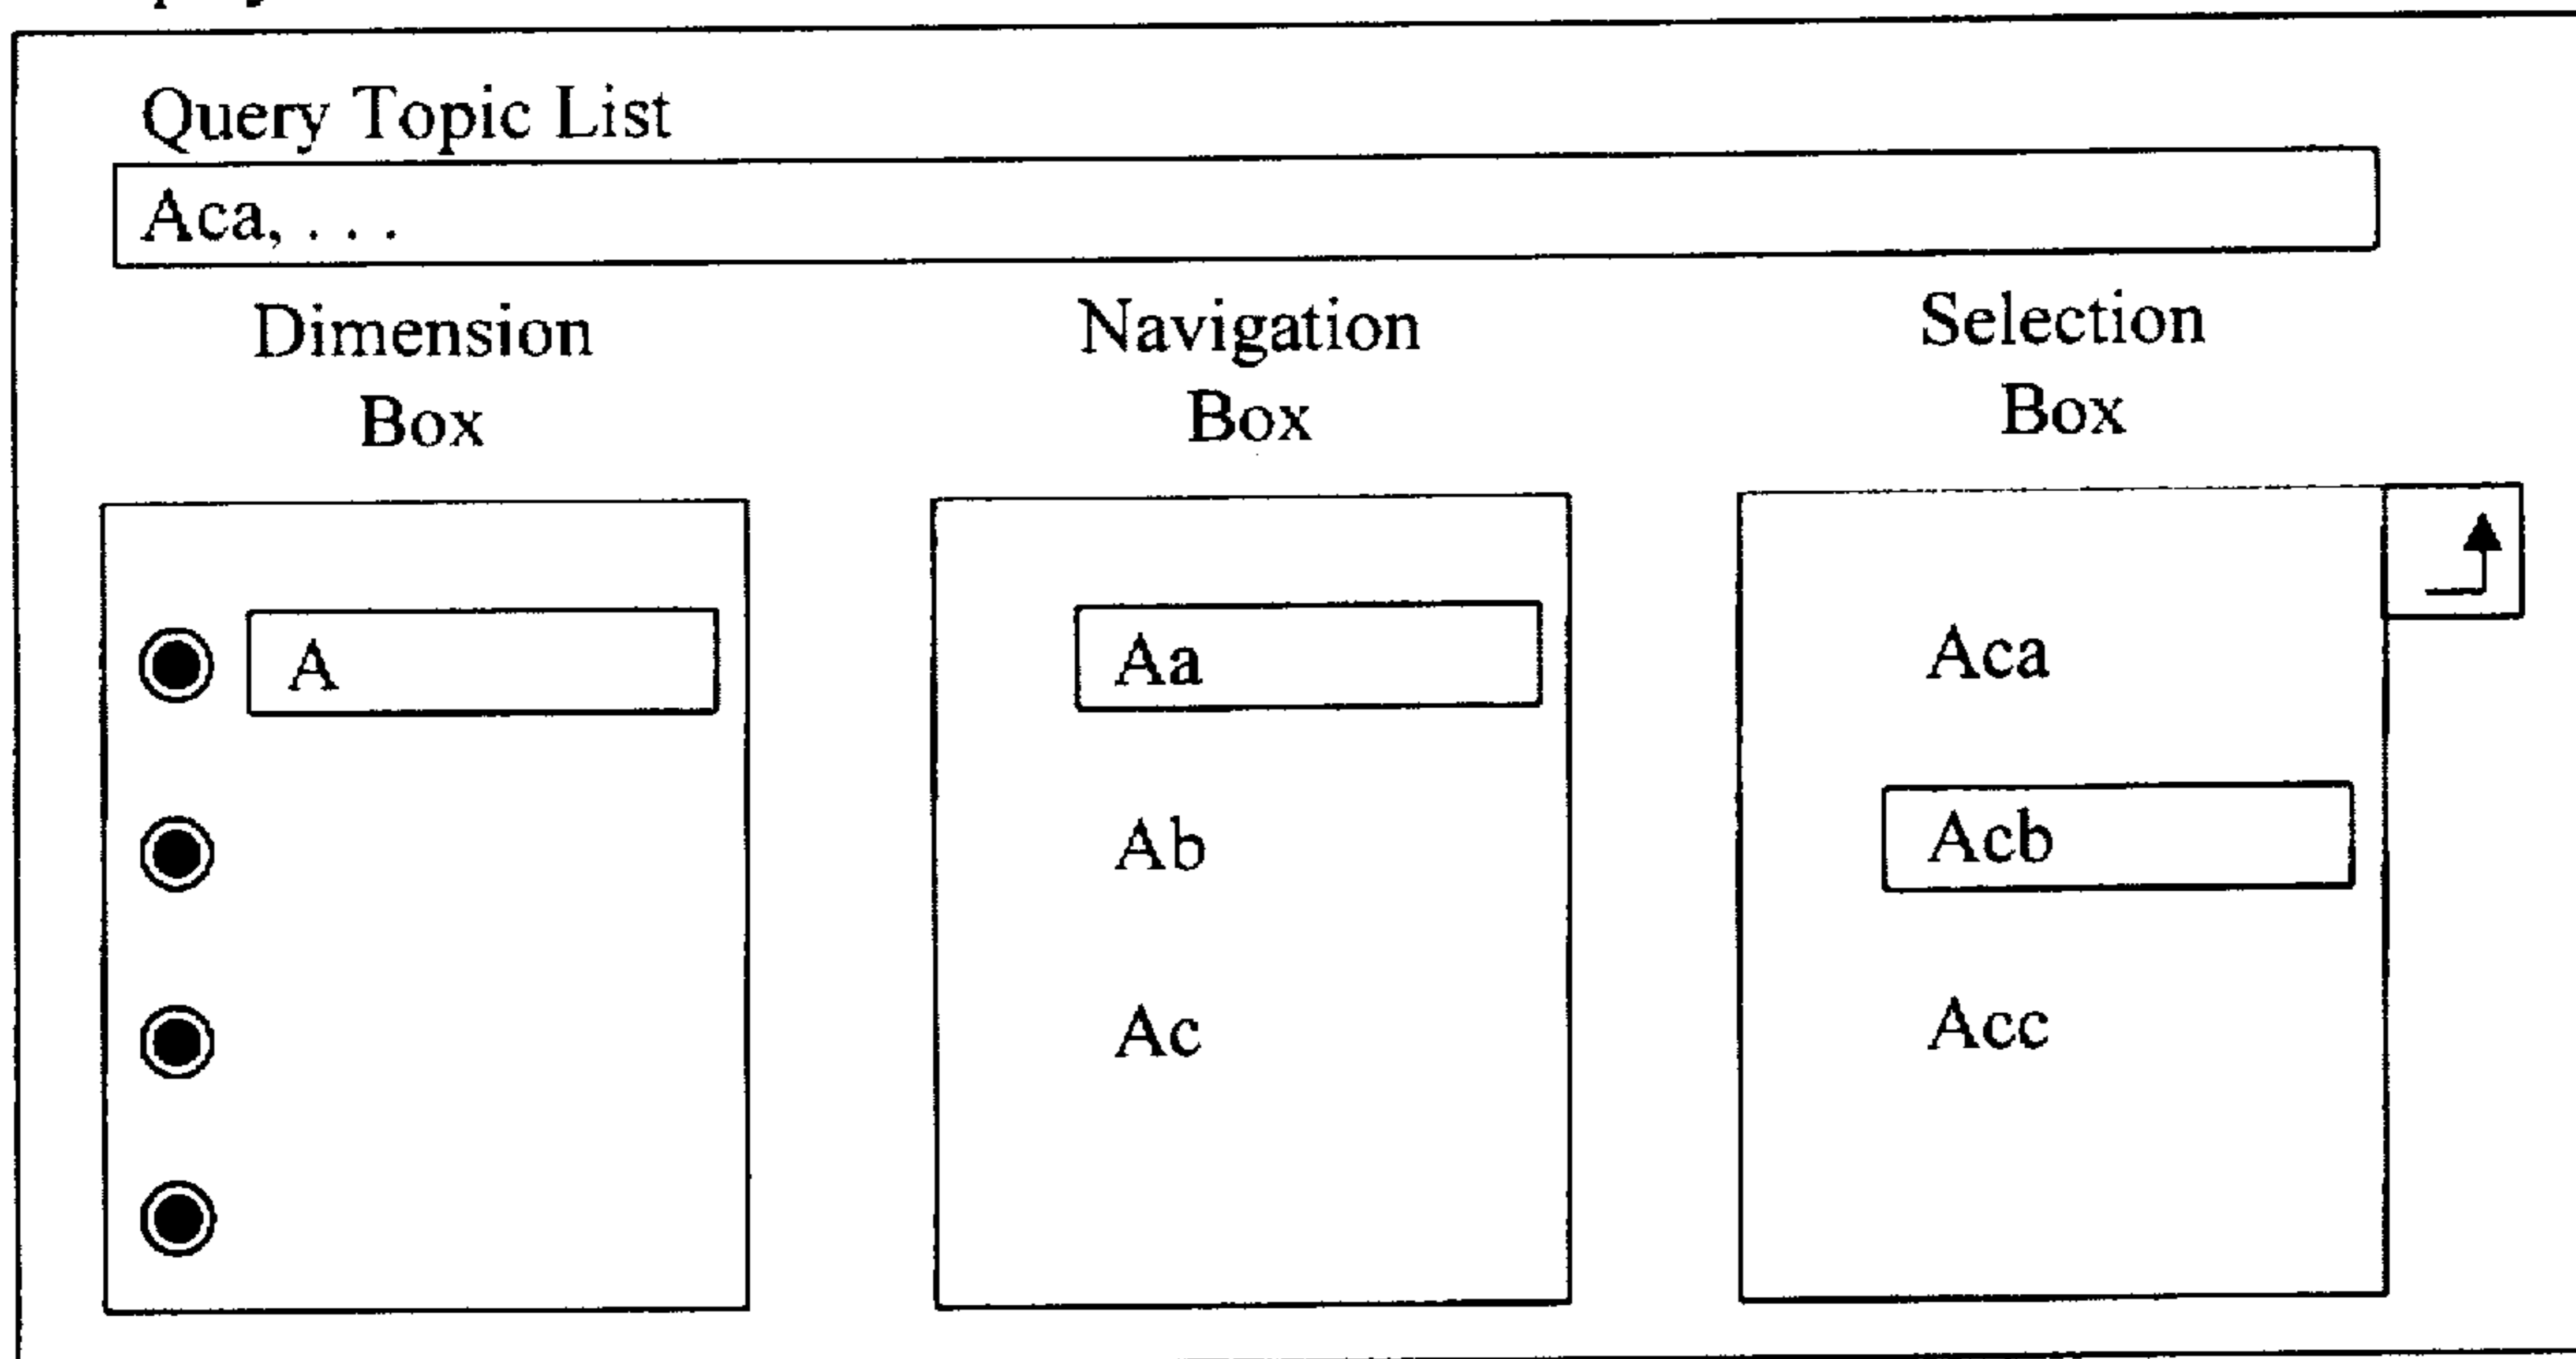 Query Topic List
Aca, . . .
Dimension Box
Navigation Box
Selection Box
A
Aa
Ab
Ac
Aca
Acb
Acc